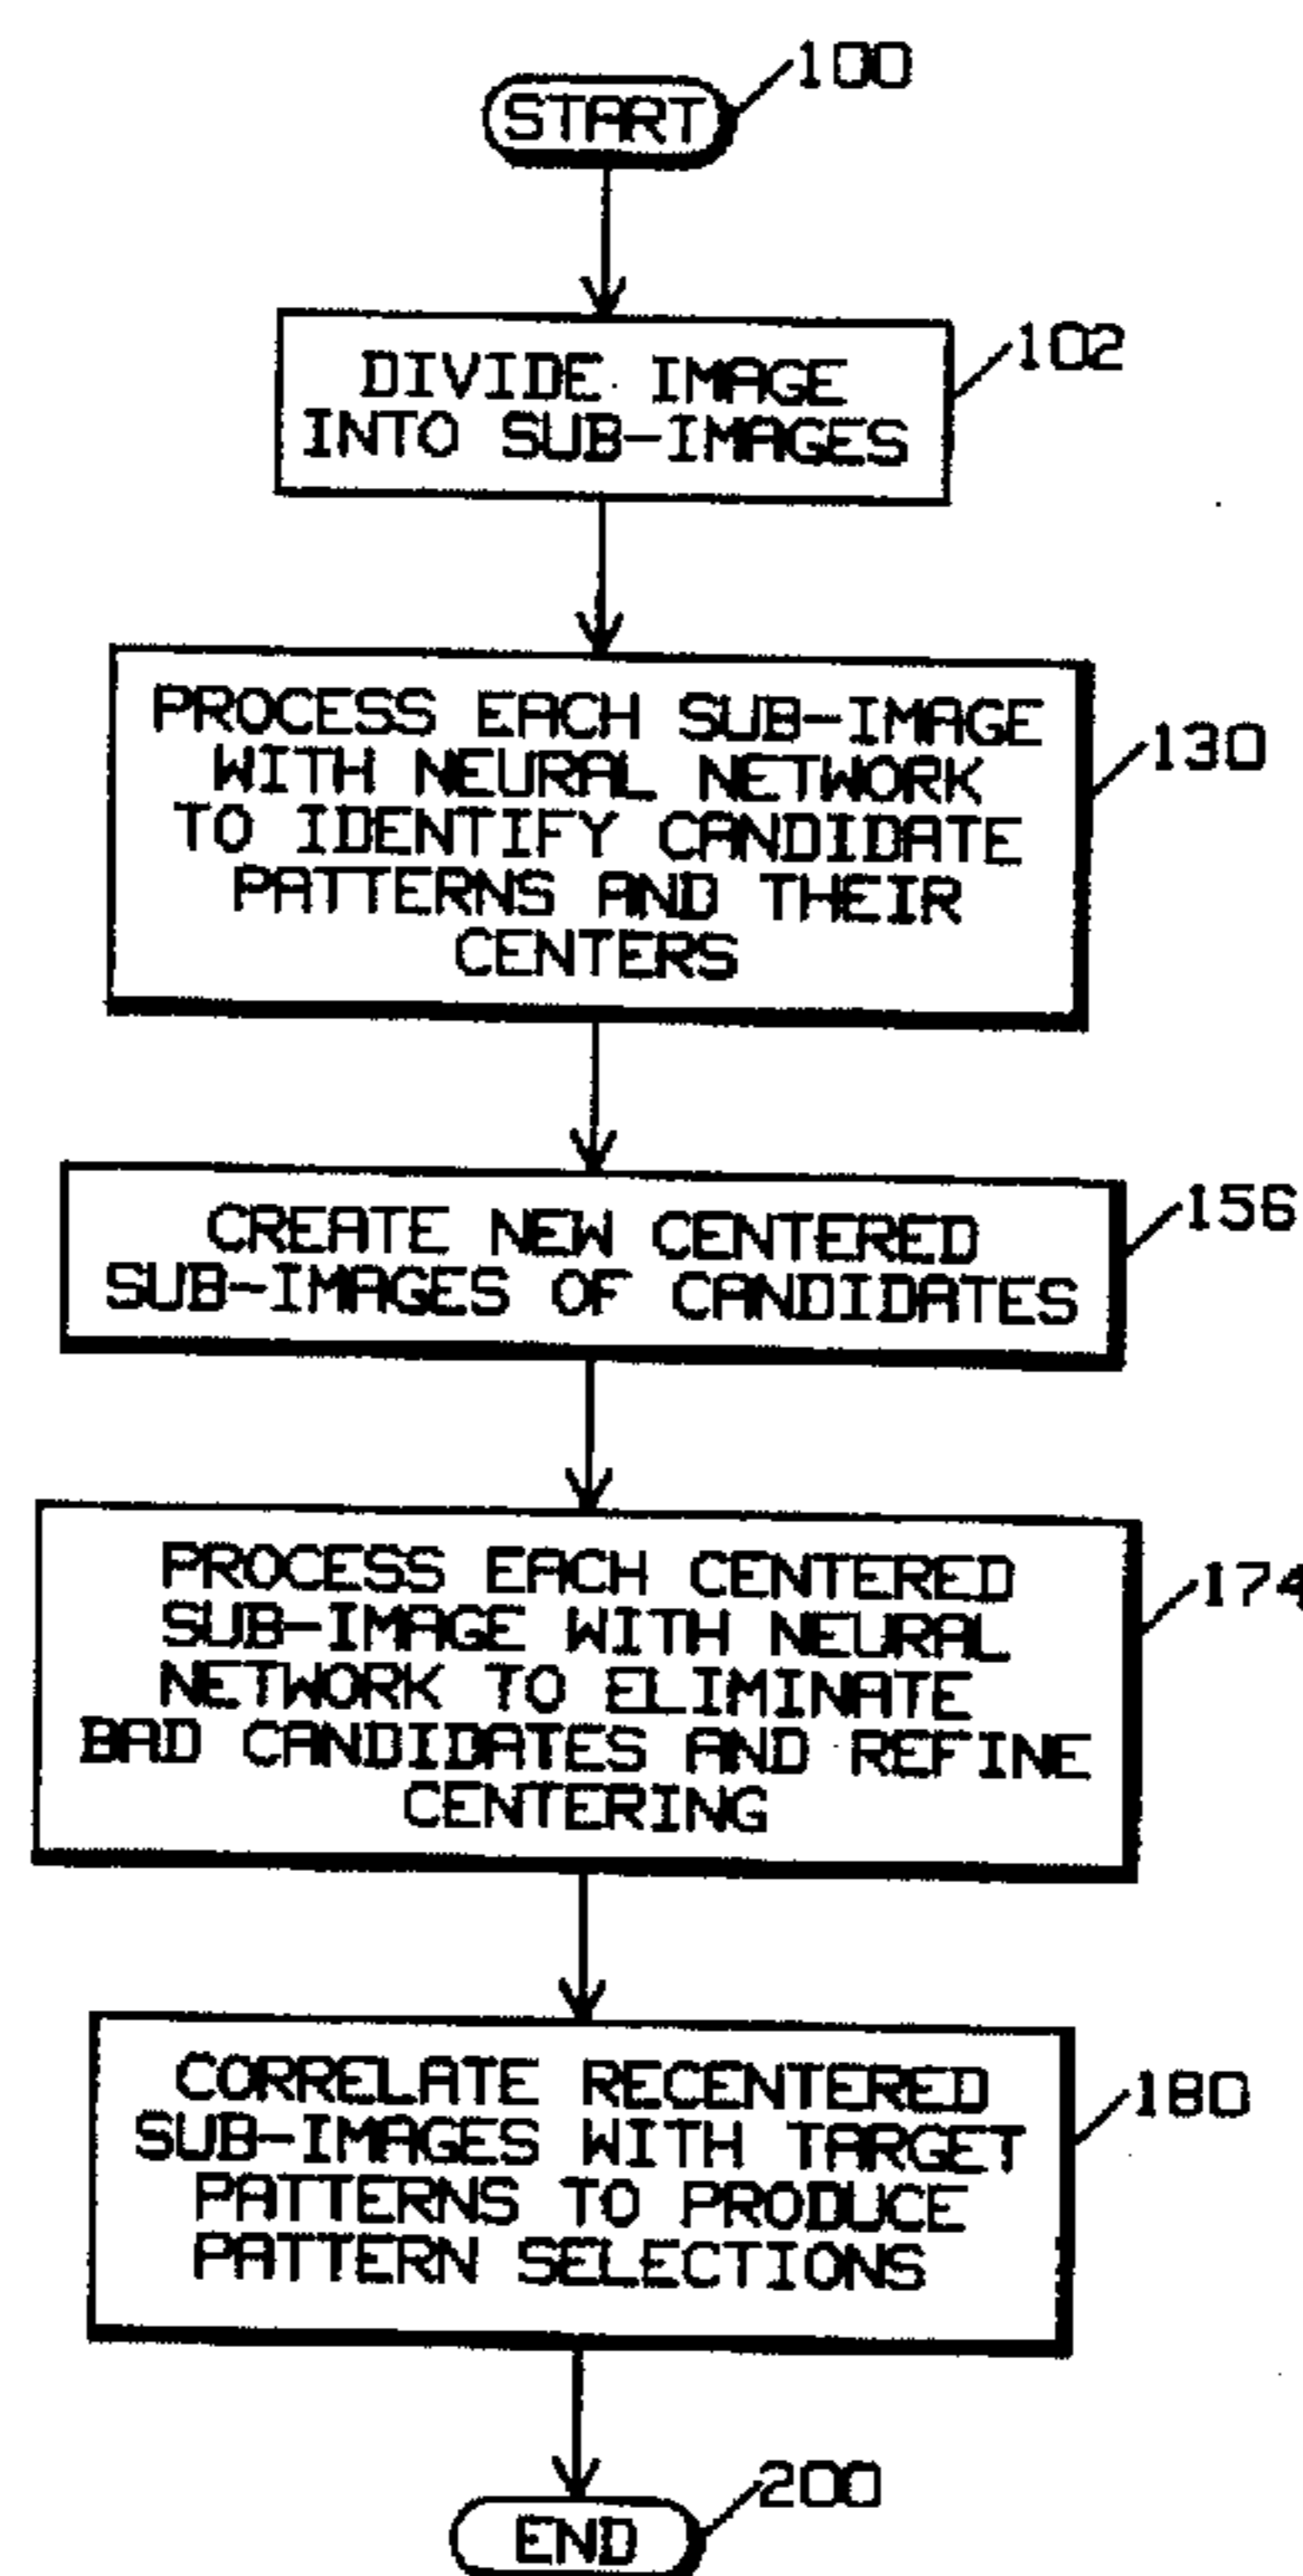 100
START
102
DIVIDE IMAGE
INTO SUB-IMAGES
130
PROCESS EACH SUB-IMAGE
WITH NEURAL NETWORK
TO IDENTIFY CANDIDATE
PATTERNS AND THEIR
CENTERS
156
CREATE NEW CENTERED
SUB-IMAGES OF CANDIDATES
174
PROCESS EACH CENTERED
SUB-IMAGE WITH NEURAL
NETWORK TO ELIMINATE
BAD CANDIDATES AND REFINE
CENTERING
180
CORRELATE RECENTERED
SUB-IMAGES WITH TARGET
PATTERNS TO PRODUCE
PATTERN SELECTIONS
200
END